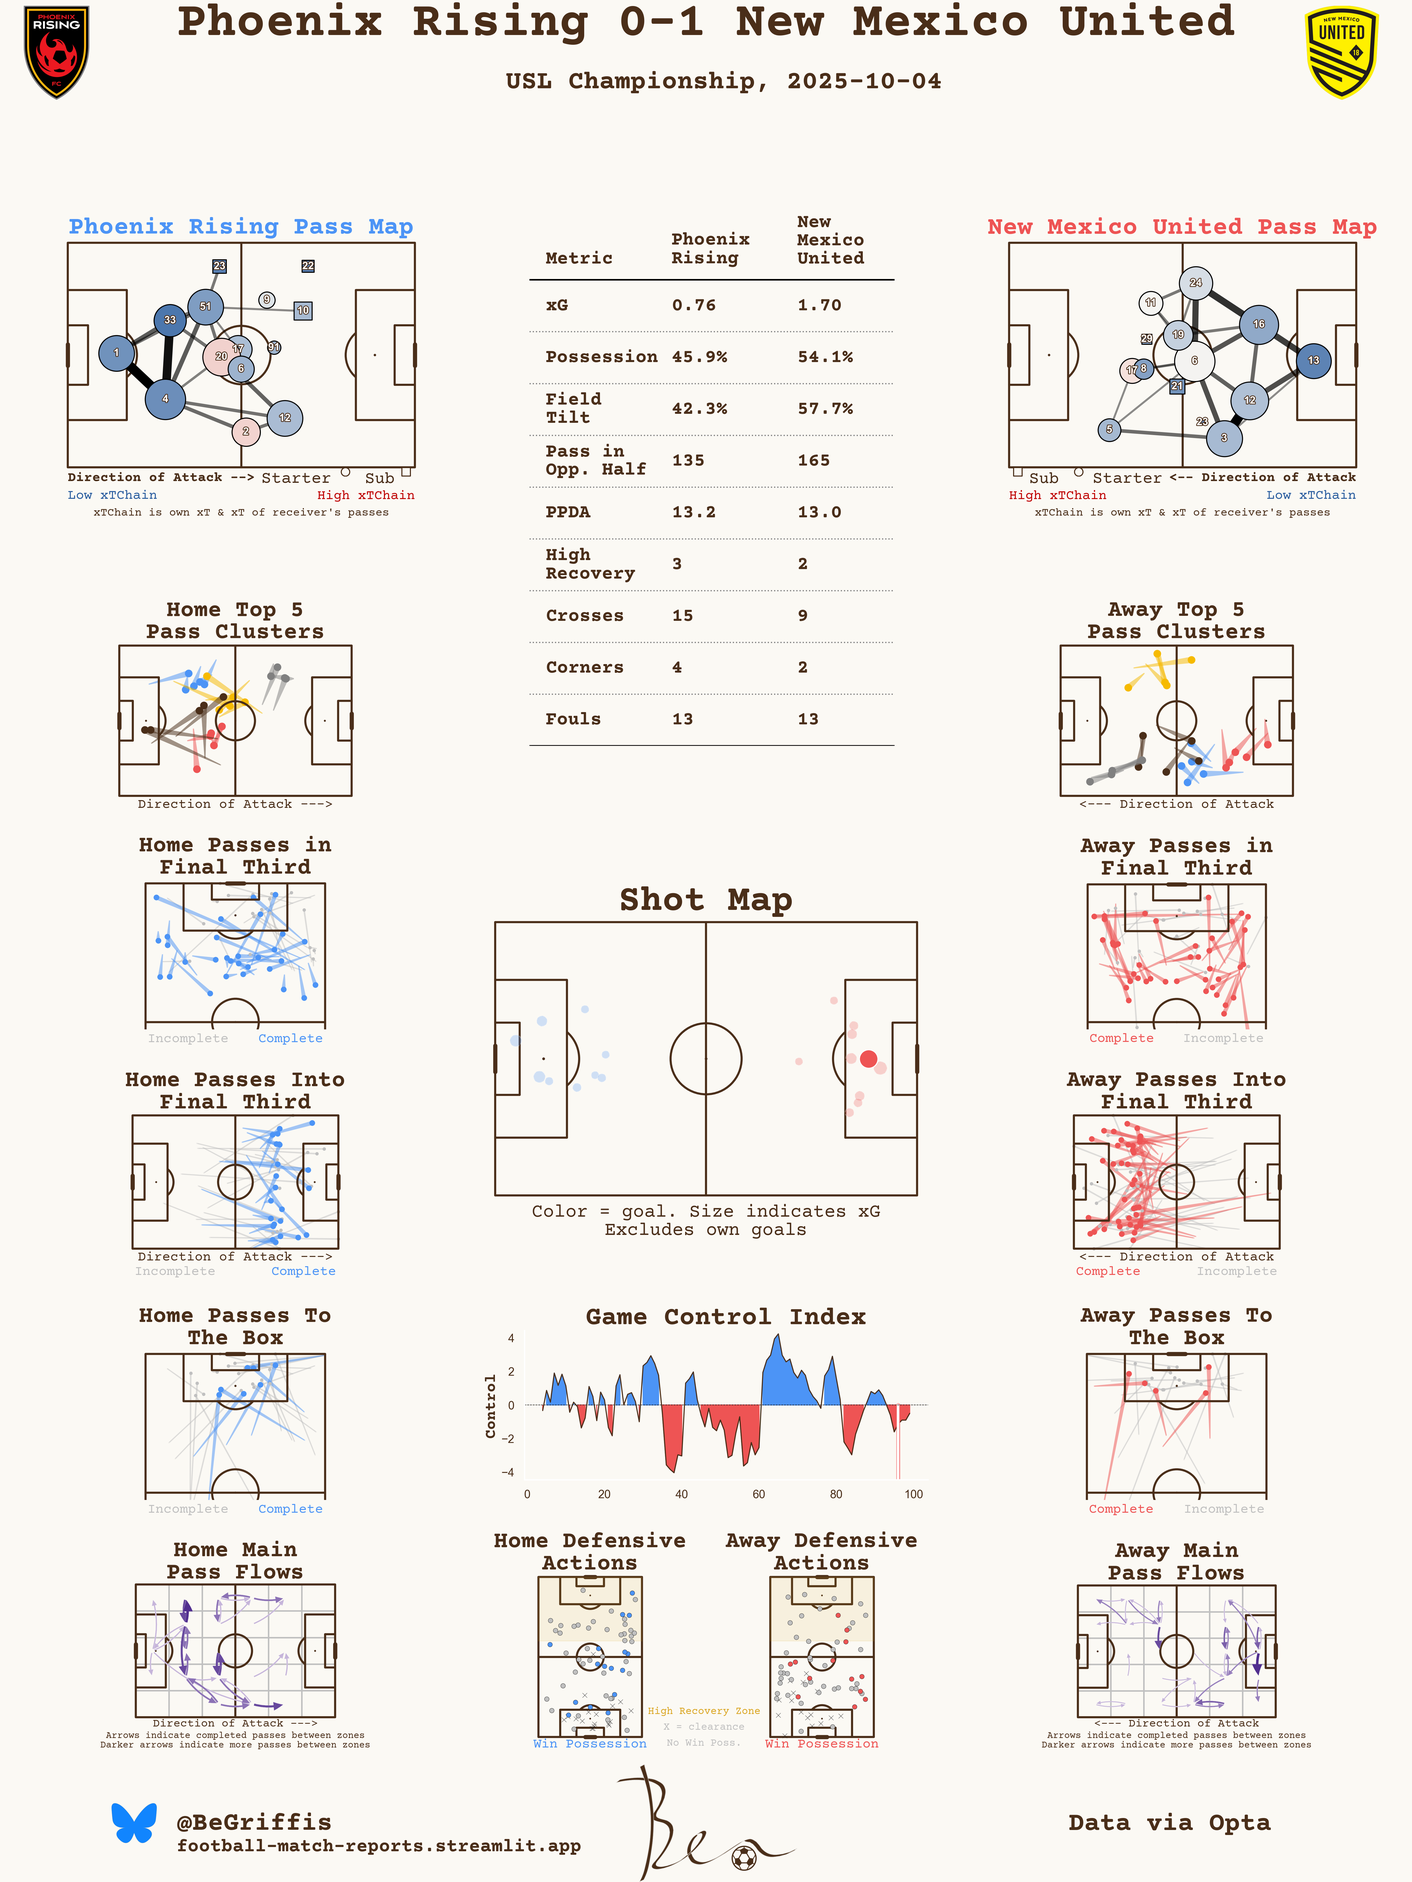 Phoenix Rising 0-1 New Mexico United
USL Championship, 2025-10-04
PHOENIX
RISING
FC
NEW MEXICO
UNITED
18
Phoenix Rising Pass Map
23
22
9
51
10
33
1
17
91
20
6
4
12
2
Direction of Attack --> Starter Sub
Low xTChain High xTChain
xTChain is own xT & xT of receiver's passes
Metric Phoenix Rising New Mexico United
xG 0.76 1.70
Possession 45.9% 54.1%
Field Tilt 42.3% 57.7%
Pass in Opp. Half 135 165
PPDA 13.2 13.0
High Recovery 3 2
Crosses 15 9
Corners 4 2
Fouls 13 13
New Mexico United Pass Map
24
11
16
19
29
6
13
17
8
21
12
23
5
3
Sub Starter <-- Direction of Attack
High xTChain Low xTChain
xTChain is own xT & xT of receiver's passes
Home Top 5
Pass Clusters
Direction of Attack --->
Away Top 5
Pass Clusters
<--- Direction of Attack
Home Passes in
Final Third
Incomplete Complete
Away Passes in
Final Third
Complete Incomplete
Shot Map
Color = goal. Size indicates xG
Excludes own goals
Home Passes Into
Final Third
Direction of Attack --->
Incomplete Complete
Away Passes Into
Final Third
<--- Direction of Attack
Complete Incomplete
Home Passes To
The Box
Incomplete Complete
Game Control Index
Control
4
2
0
−2
−4
0 20 40 60 80 100
Away Passes To
The Box
Complete Incomplete
Home Main
Pass Flows
Direction of Attack --->
Arrows indicate completed passes between zones
Darker arrows indicate more passes between zones
Home Defensive
Actions
Win Possession
Away Defensive
Actions
Win Possession
High Recovery Zone
X = clearance
No Win Poss.
Away Main
Pass Flows
<--- Direction of Attack
Arrows indicate completed passes between zones
Darker arrows indicate more passes between zones
@BeGriffis
football-match-reports.streamlit.app
Ben
Data via Opta